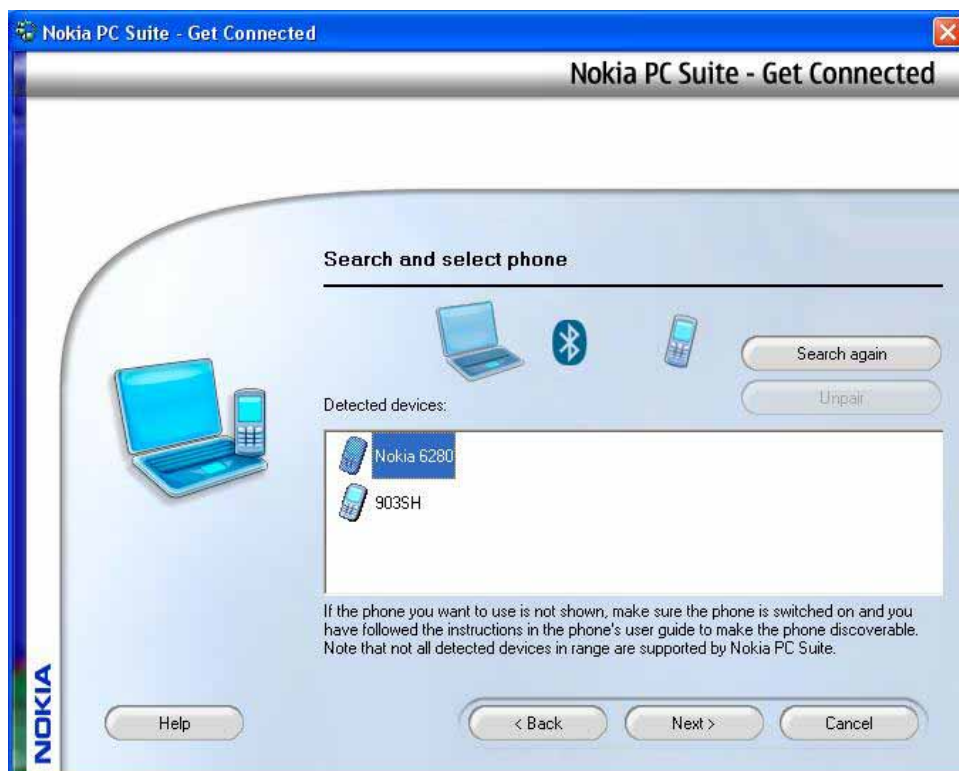 Nokia PC Suite - Get Connected
Nokia PC Suite - Get Connected
Search and select phone
Search again
Unpair
Detected devices:
Nokia 6280
903SH
If the phone you want to use is not shown, make sure the phone is switched on and you
have followed the instructions in the phone's user guide to make the phone discoverable.
Note that not all detected devices in range are supported by Nokia PC Suite.
NOKIA
Help
< Back
Next >
Cancel